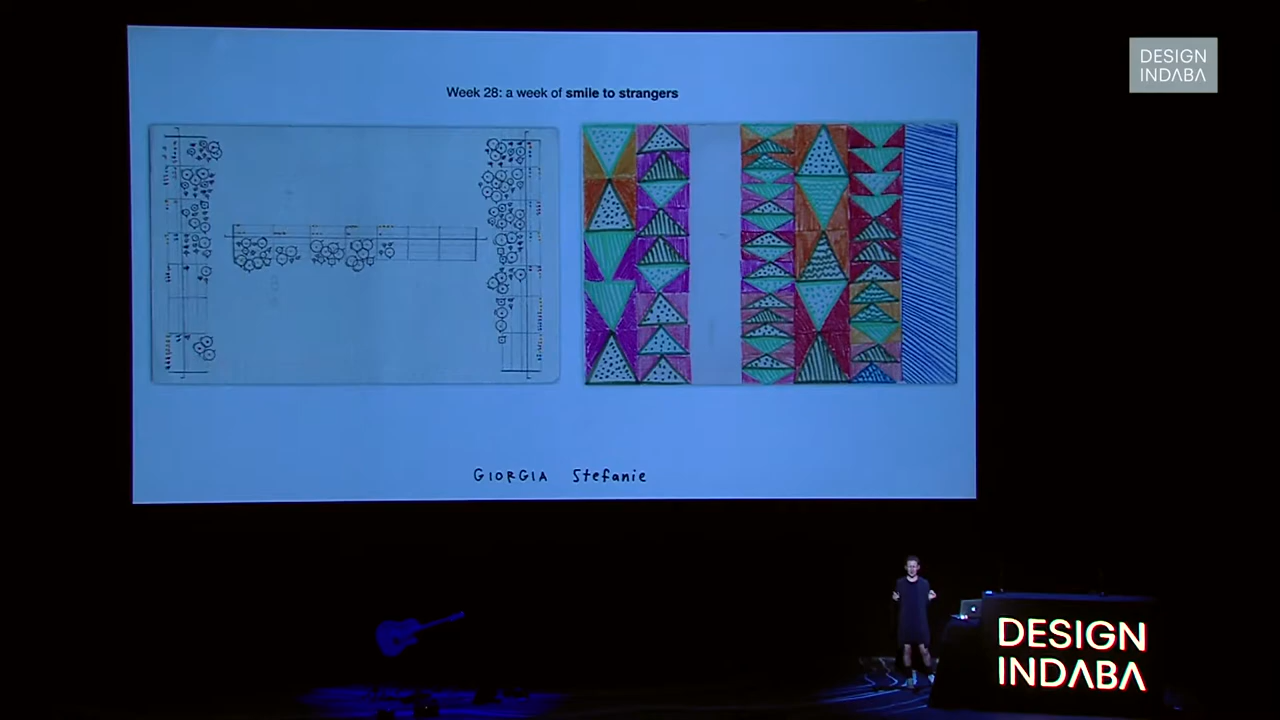 DESIGN
INDABA
Week 28: a week of smile to strangers
GIORGIA Stefanie
DESIGN
INDABA